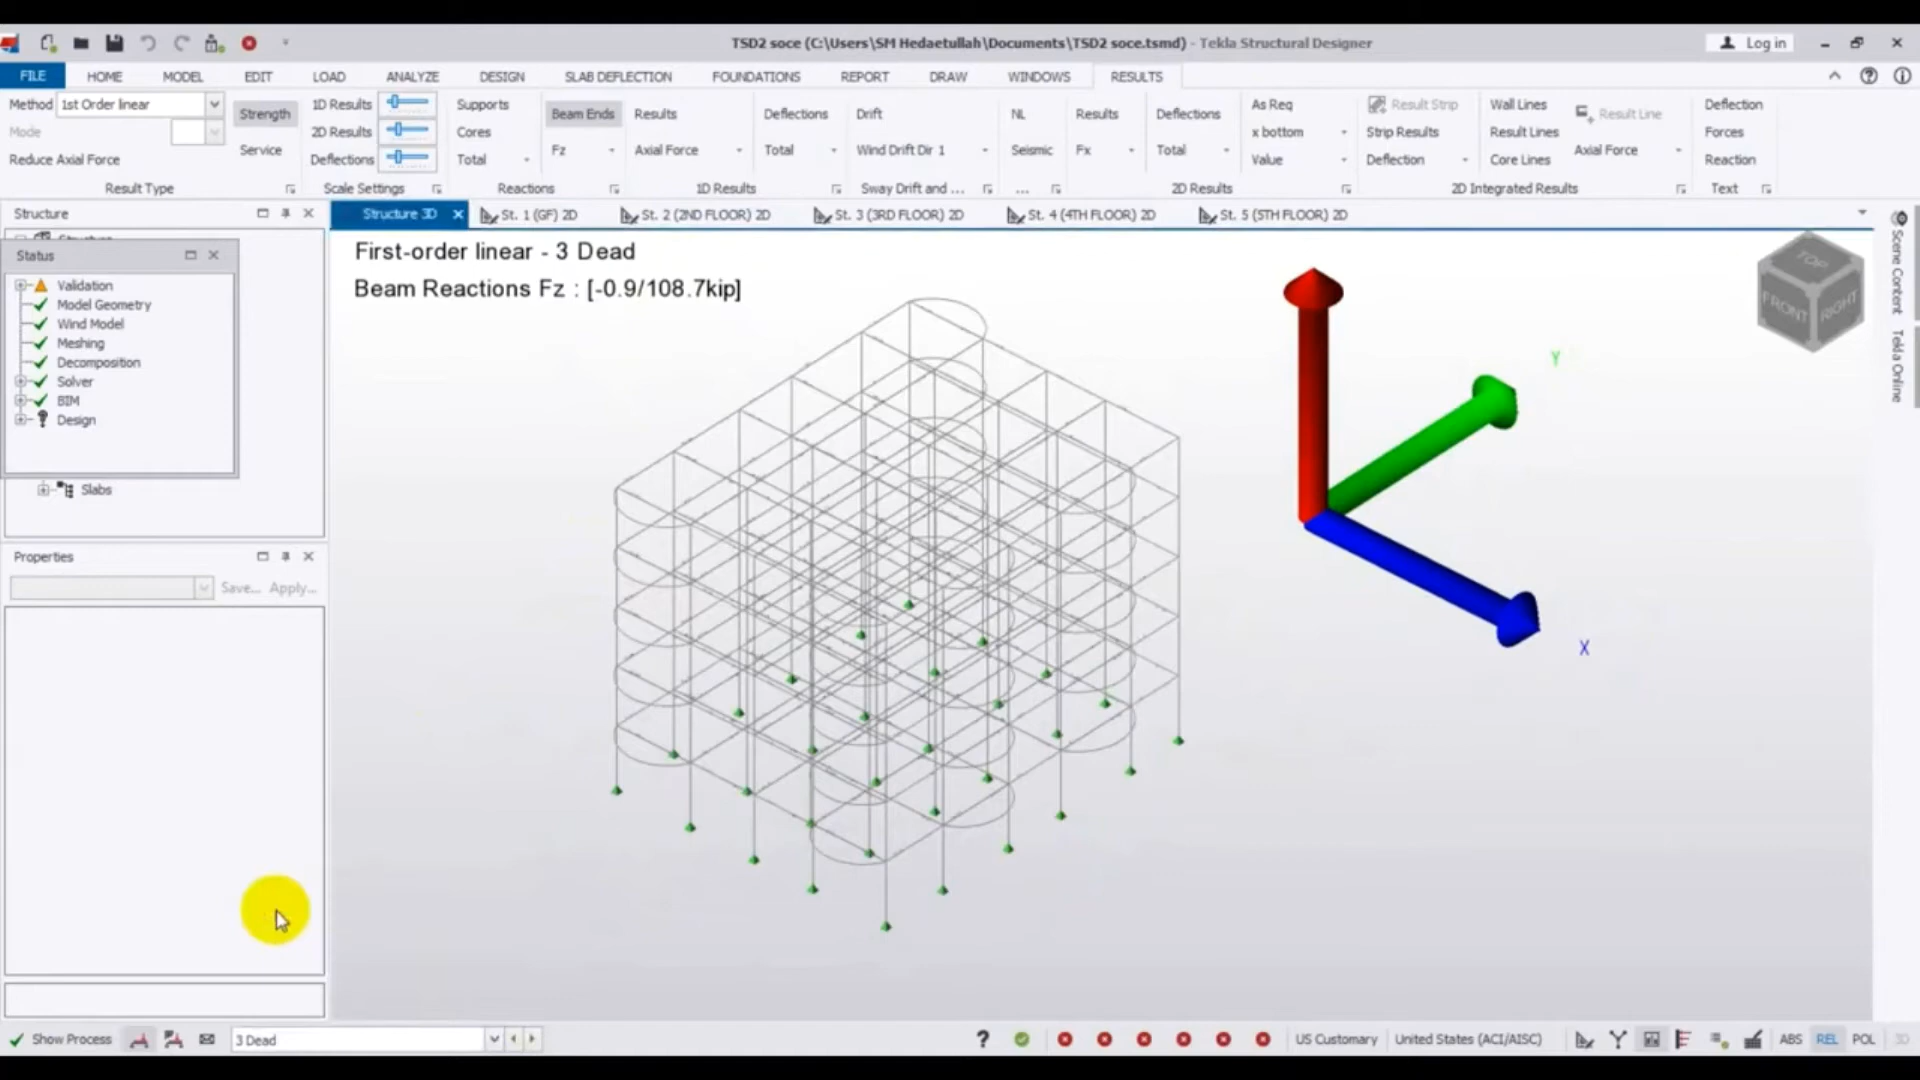 TSD2 soce (C:\Users\SM Hedaetullah\Documents\TSD2 soce.tsmd) - Tekla Structural Designer
Log in
FILE HOME MODEL EDIT LOAD ANALYZE DESIGN SLAB DEFLECTION FOUNDATIONS REPORT DRAW WINDOWS RESULTS
Method 1st Order linear
Mode
Reduce Axial Force
Strength
Service
Result Type
1D Results
2D Results
Deflections
Scale Settings
Supports
Cores
Total
Beam Ends
Fz
Reactions
Results
Axial Force
Deflections
Total
1D Results
Drift
Wind Drift Dir 1
Sway Drift and ...
NL
Seismic
...
Results
Fx
Deflections
Total
As Req
x bottom
Value
2D Results
Result Strip
Strip Results
Deflection
Wall Lines
Result Lines
Core Lines
Result Line
Axial Force
2D Integrated Results
Deflection
Forces
Reaction
Text
Structure
Structure 3D
St. 1 (GF) 2D
St. 2 (2ND FLOOR) 2D
St. 3 (3RD FLOOR) 2D
St. 4 (4TH FLOOR) 2D
St. 5 (5TH FLOOR) 2D
Status
Validation
Model Geometry
Wind Model
Meshing
Decomposition
Solver
BIM
Design
Slabs
Properties
Save... Apply...
First-order linear - 3 Dead
Beam Reactions Fz : [-0.9/108.7kip]
Y
X
TOP
FRONT
RIGHT
Scene Content
Tekla Online
Show Process
3 Dead
US Customary
United States (ACI/AISC)
ABS REL POL 3D